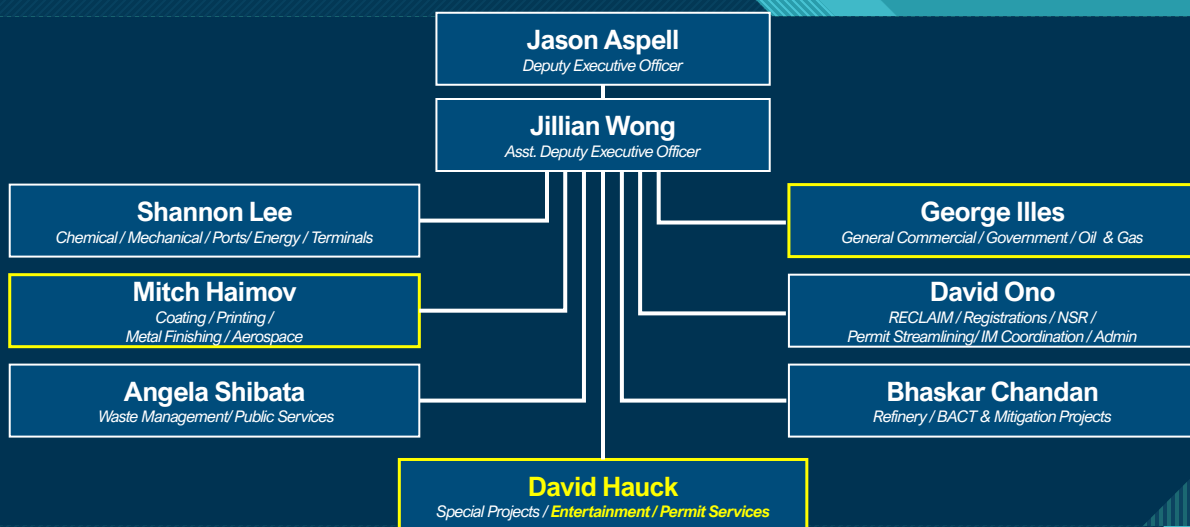 Jason Aspell
Deputy Executive Officer
Jillian Wong
Asst. Deputy Executive Officer
Shannon Lee
Chemical / Mechanical / Ports/ Energy / Terminals
George Illes
General Commercial / Government / Oil & Gas
Mitch Haimov
Coating / Printing /
Metal Finishing / Aerospace
David Ono
RECLAIM / Registrations / NSR /
Permit Streamlining/ IM Coordination / Admin
Angela Shibata
Waste Management/ Public Services
Bhaskar Chandan
Refinery / BACT & Mitigation Projects
David Hauck
Special Projects / Entertainment / Permit Services